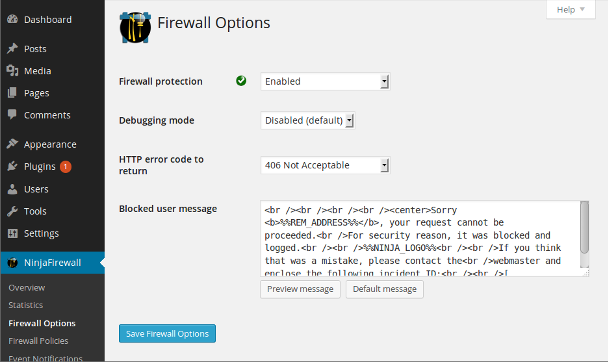 Help
Dashboard
Posts
Media
Pages
Comments
Appearance
Plugins 1
Users
Tools
Settings
NinjaFirewall
Overview
Statistics
Firewall Options
Firewall Policies
Event Notifications
Firewall Options
Firewall protection
Enabled
Debugging mode
Disabled (default)
HTTP error code to
return
406 Not Acceptable
Blocked user message
<br /><br /><br /><br /><center>Sorry
<b>%%REM_ADDRESS%%</b>, your request cannot be
proceeded.<br />For security reason, it was blocked and
logged.<br /><br />%%NINJA_LOGO%%<br /><br />If you think
that was a mistake, please contact the<br />webmaster and
enclose the following incident ID:<br /><br />[
Preview message
Default message
Save Firewall Options